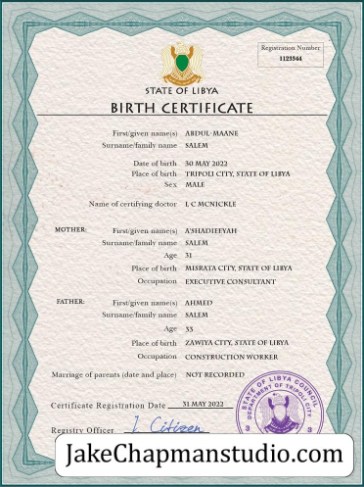 Registration Number
1125944
STATE OF LIBYA
BIRTH CERTIFICATE
First/given name(s) ABDUL-MAANE
Surname/family name SALEM
Date of birth 30 MAY 2022
Place of birth TRIPOLI CITY, STATE OF LIBYA
Sex MALE
Name of certifying doctor L C MCNICKLE
MOTHER: First/given name(s) A'SHADIEEYAH
Surname/family name SALEM
Age 31
Place of birth MISRATA CITY, STATE OF LIBYA
Occupation EXECUTIVE CONSULTANT
FATHER: First/given name(s) AHMED
Surname/family name SALEM
Age 33
Place of birth ZAWIYA CITY, STATE OF LIBYA
Occupation CONSTRUCTION WORKER
Marriage of parents (date and place) NOT RECORDED
Certificate Registration Date 31 MAY 2022
Registry Officer I. Citizen
STATE OF LIBYA COUNCIL
DEPARTMENT OF TRIPOLI CITY
3 3
JakeChapmanstudio.com